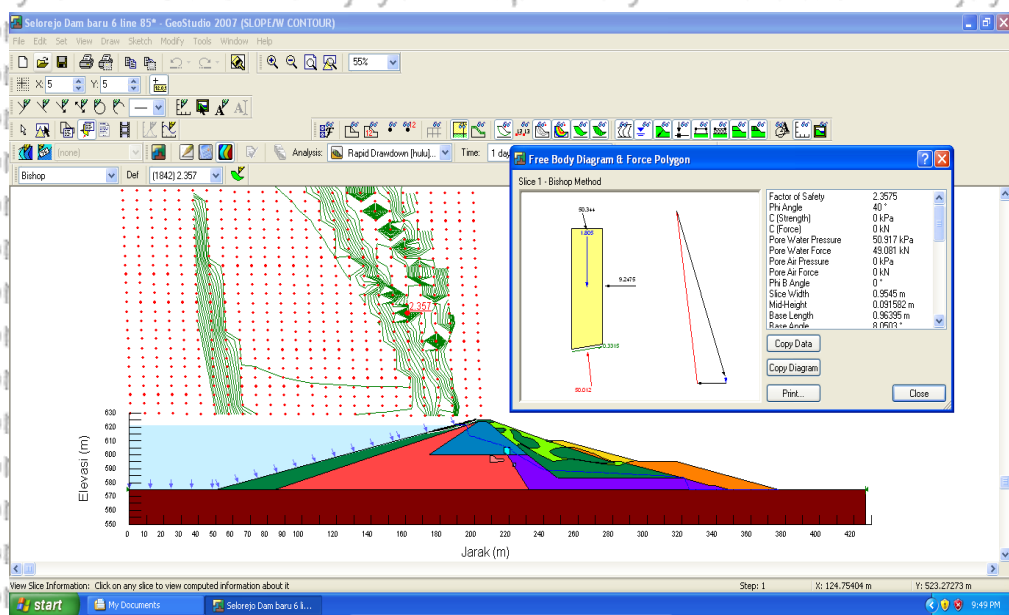 Selorejo Dam baru 6 line 85* - GeoStudio 2007 (SLOPE/W CONTOUR)
File Edit Set View Draw Sketch Modify Tools Window Help
55%
X: 5 Y: 5
(none) Analysis: Rapid Drawdown [hulu]... Time: 1 day
Bishop Def (1842) 2.357
2.357
Free Body Diagram & Force Polygon
Slice 1 - Bishop Method
50.344
1.805
9.2475
0.3315
50.012
Factor of Safety 2.3575
Phi Angle 40 °
C (Strength) 0 kPa
C (Force) 0 kN
Pore Water Pressure 50.917 kPa
Pore Water Force 49.081 kN
Pore Air Pressure 0 kPa
Pore Air Force 0 kN
Phi B Angle 0 °
Slice Width 0.9545 m
Mid-Height 0.091582 m
Base Length 0.96395 m
Base Angle 8.0503 °
Copy Data
Copy Diagram
Print...
Close
Elevasi (m)
630
620
610
600
590
580
570
560
550
0 10 20 30 40 50 60 70 80 90 100 120 140 160 180 200 220 240 260 280 300 320 340 360 380 400 420
Jarak (m)
View Slice Information: Click on any slice to view computed information about it
Step: 1 X: 124.75404 m Y: 523.27273 m
start My Documents Selorejo Dam baru 6 li... 9:49 PM